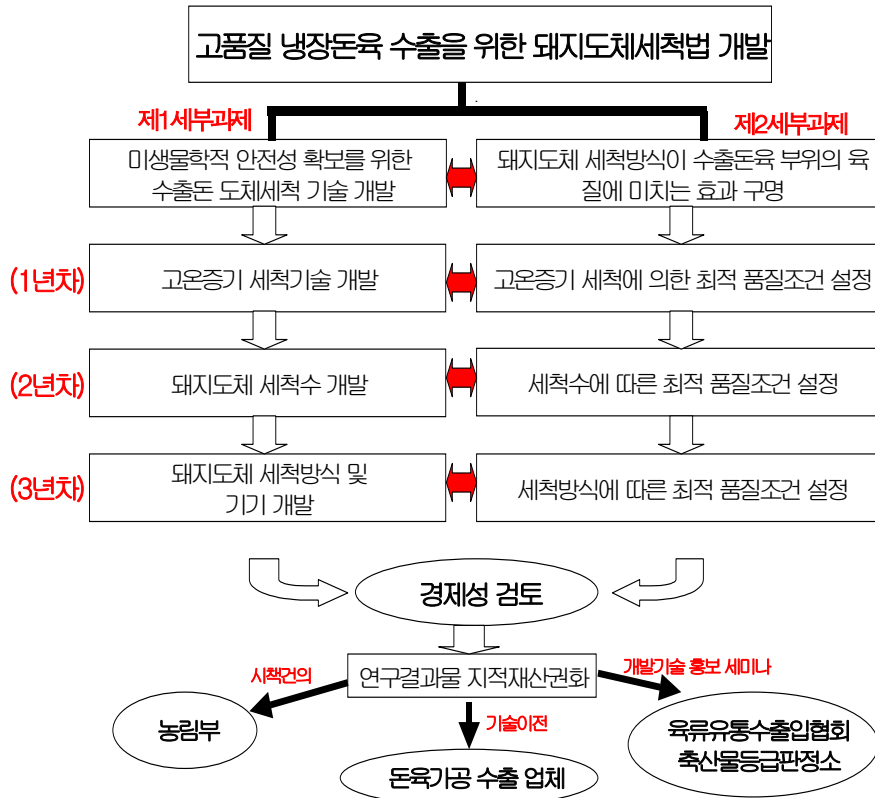 고품질 냉장돈육 수출을 위한 돼지도체세척법 개발
제1세부과제
제2세부과제
미생물학적 안전성 확보를 위한
수출돈 도체세척 기술 개발
돼지도체 세척방식이 수출돈육 부위의 육
질에 미치는 효과 구명
(1년차)
고온증기 세척기술 개발
고온증기 세척에 의한 최적 품질조건 설정
(2년차)
돼지도체 세척수 개발
세척수에 따른 최적 품질조건 설정
(3년차)
돼지도체 세척방식 및
기기 개발
세척방식에 따른 최적 품질조건 설정
경제성 검토
연구결과물 지적재산권화
시책건의
개발기술 홍보 세미나
농림부
기술이전
육류유통수출입협회
축산물등급판정소
돈육가공 수출 업체